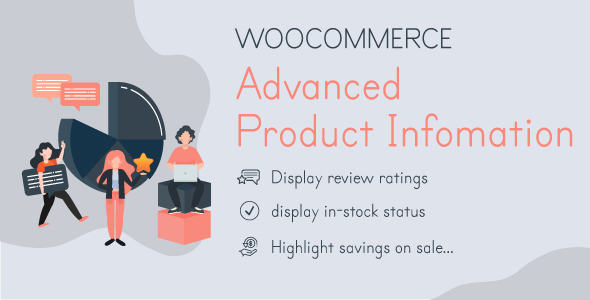 WOOCOMMERCE
Advanced
Product Infomation
Display review ratings
display in-stock status
Highlight savings on sale...